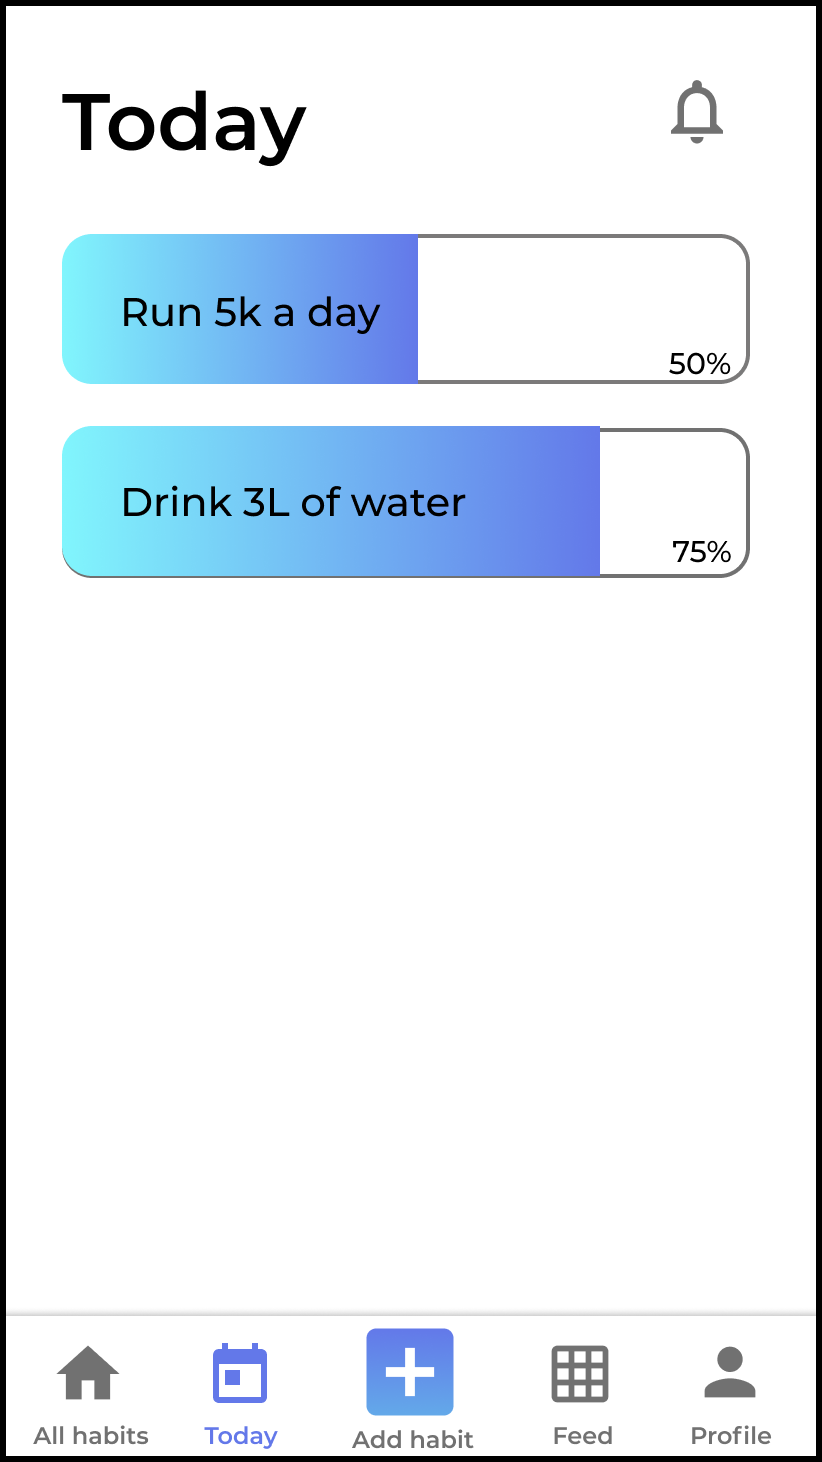 Today
Run 5k a day
50%
Drink 3L of water
75%
All habits
Today
Add habit
Feed
Profile